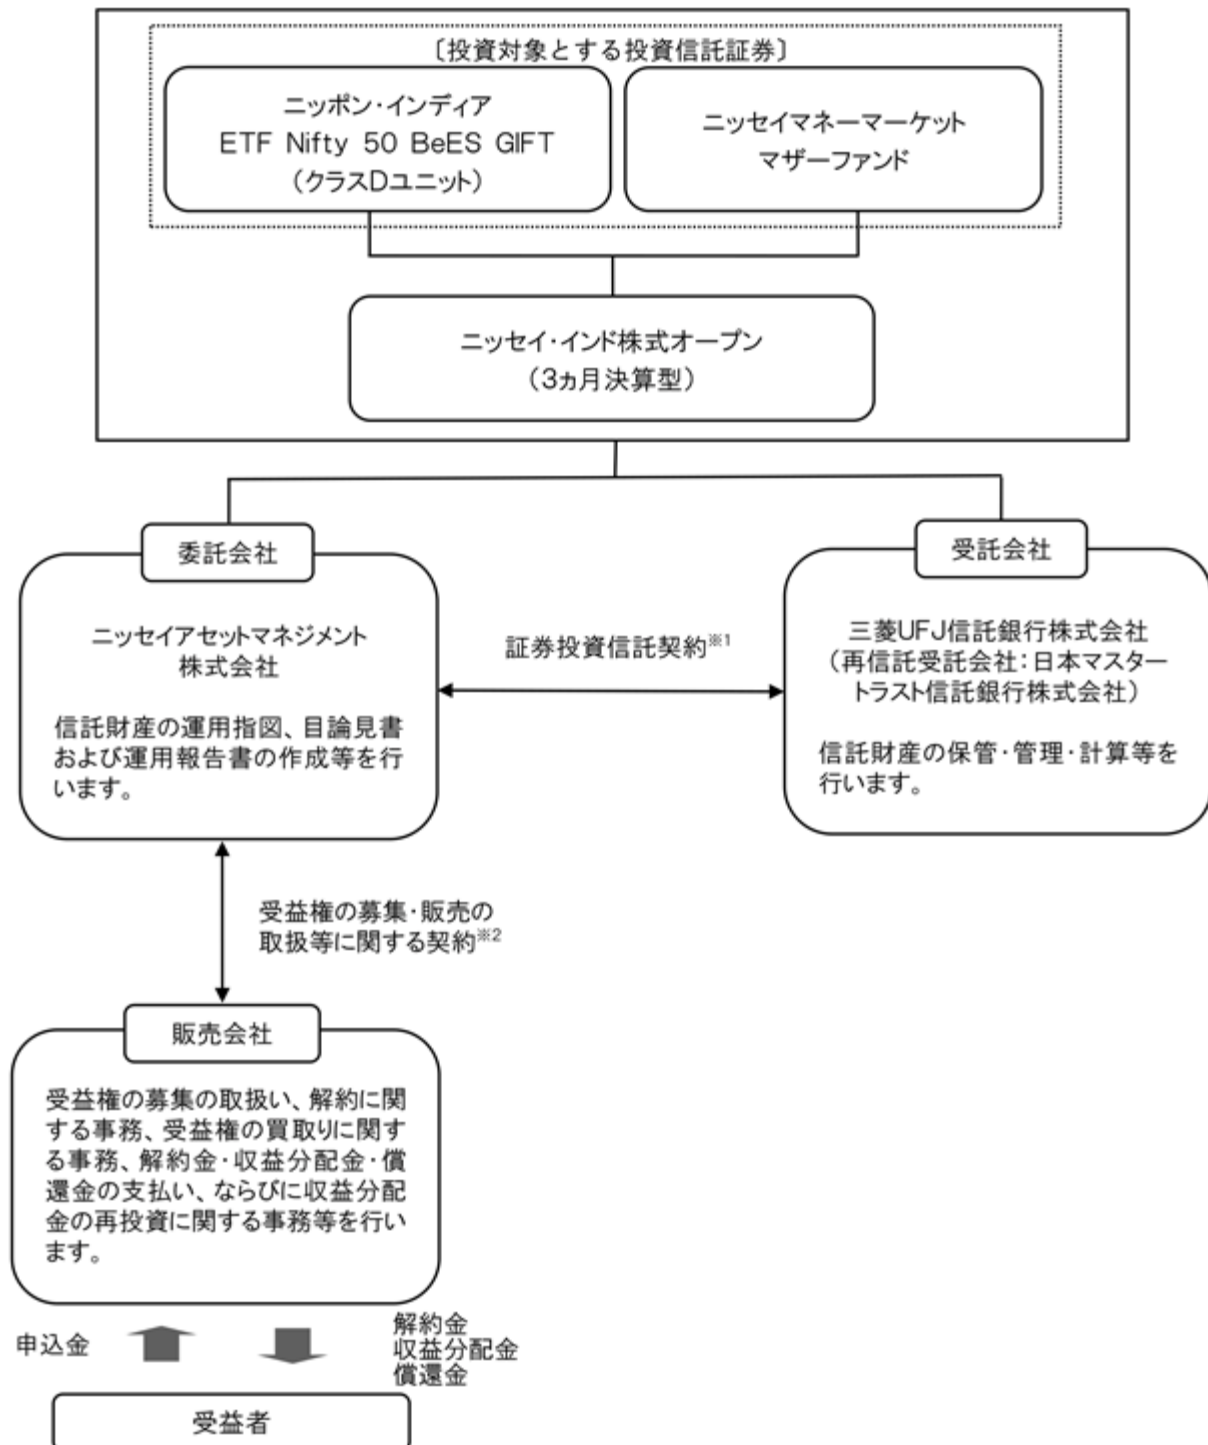 〔投資対象とする投資信託証券〕
ニッポン・インディア
ETF Nifty 50 BeES GIFT
（クラスDユニット）
ニッセイマネーマーケット
マザーファンド
ニッセイ・インド株式オープン
（3ヵ月決算型）
委託会社
ニッセイアセットマネジメント
株式会社
信託財産の運用指図、目論見書
および運用報告書の作成等を行
います。
証券投資信託契約※1
受託会社
三菱UFJ信託銀行株式会社
（再信託受託会社：日本マスター
トラスト信託銀行株式会社）
信託財産の保管・管理・計算等を
行います。
受益権の募集・販売の
取扱等に関する契約※2
販売会社
受益権の募集の取扱い、解約に関
する事務、受益権の買取りに関す
る事務、解約金・収益分配金・償
還金の支払い、ならびに収益分配
金の再投資に関する事務等を行い
ます。
申込金
解約金
収益分配金
償還金
受益者